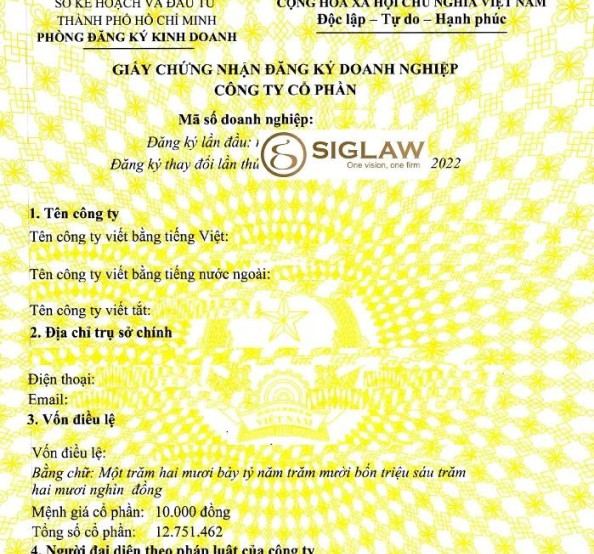 SỞ KẾ HOẠCH VÀ ĐẦU TƯ
THÀNH PHỐ HỒ CHÍ MINH
PHÒNG ĐĂNG KÝ KINH DOANH
CỘNG HÒA XÃ HỘI CHỦ NGHĨA VIỆT NAM
Độc lập – Tự do – Hạnh phúc
GIẤY CHỨNG NHẬN ĐĂNG KÝ DOANH NGHIỆP
CÔNG TY CỔ PHẦN
Mã số doanh nghiệp:
Đăng ký lần đầu:
Đăng ký thay đổi lần thứ 2022
SIGLAW
One vision, one firm
1. Tên công ty
Tên công ty viết bằng tiếng Việt:
Tên công ty viết bằng tiếng nước ngoài:
Tên công ty viết tắt:
2. Địa chỉ trụ sở chính
Điện thoại:
Email:
3. Vốn điều lệ
VIỆT NAM
Vốn điều lệ:
Bằng chữ: Một trăm hai mươi bảy tỷ năm trăm mười bốn triệu sáu trăm
hai mươi nghìn đồng
Mệnh giá cổ phần: 10.000 đồng
Tổng số cổ phần: 12.751.462
4. Người đại diện theo pháp luật của công ty